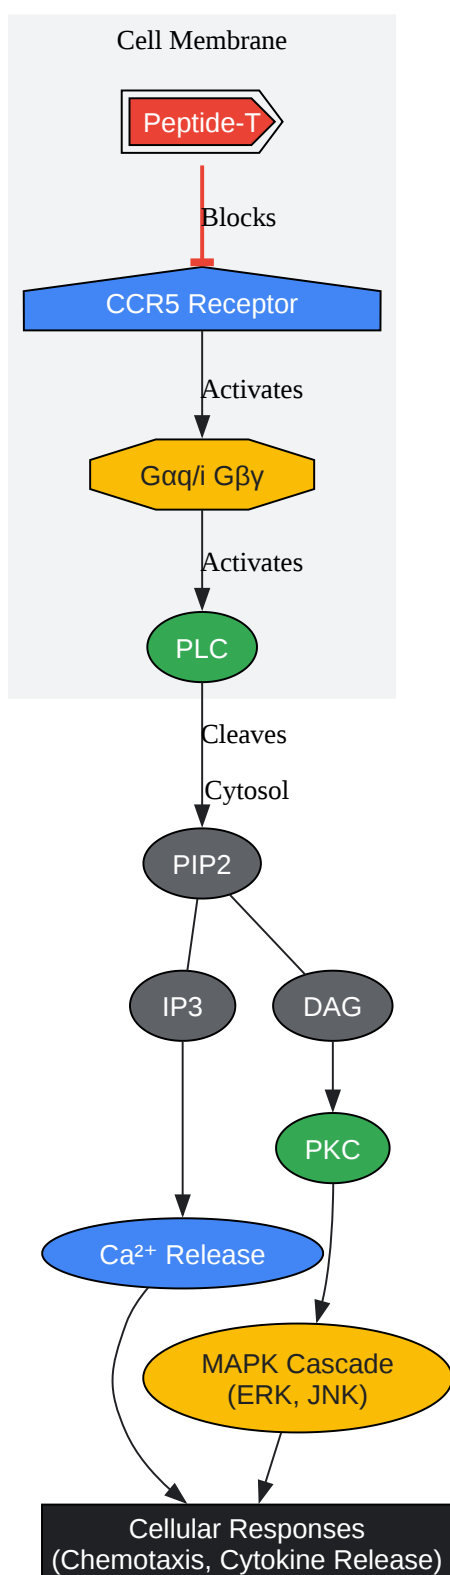 Cell Membrane
Peptide-T
Blocks
CCR5 Receptor
Activates
Gαq/i Gβγ
Activates
PLC
Cleaves
Cytosol
PIP2
IP3
DAG
PKC
Ca²⁺ Release
MAPK Cascade
(ERK, JNK)
Cellular Responses
(Chemotaxis, Cytokine Release)